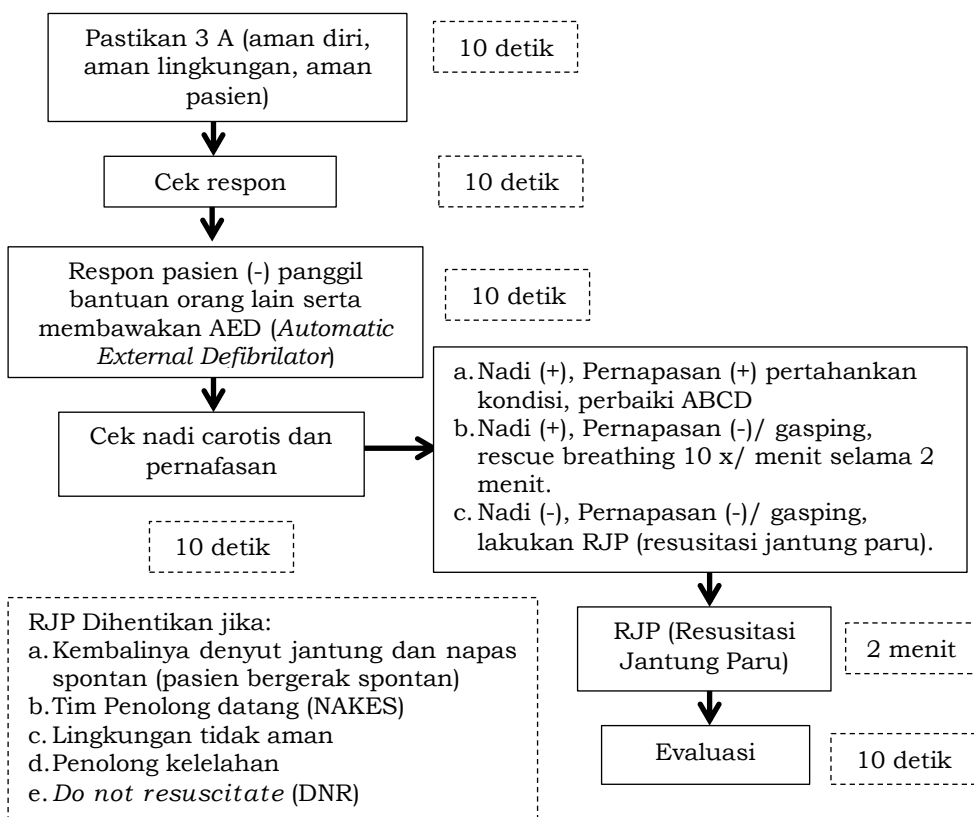 Pastikan 3 A (aman diri,
aman lingkungan, aman
pasien)
10 detik
Cek respon
10 detik
Respon pasien (-) panggil
bantuan orang lain serta
membawakan AED (Automatic
External Defibrilator)
10 detik
Cek nadi carotis dan
pernafasan
10 detik
a. Nadi (+), Pernapasan (+) pertahankan
kondisi, perbaiki ABCD
b. Nadi (+), Pernapasan (-)/ gasping,
rescue breathing 10 x/ menit selama 2
menit.
c. Nadi (-), Pernapasan (-)/ gasping,
lakukan RJP (resusitasi jantung paru).
RJP (Resusitasi
Jantung Paru)
2 menit
Evaluasi
10 detik
RJP Dihentikan jika:
a. Kembalinya denyut jantung dan napas
spontan (pasien bergerak spontan)
b. Tim Penolong datang (NAKES)
c. Lingkungan tidak aman
d. Penolong kelelahan
e. Do not resuscitate (DNR)